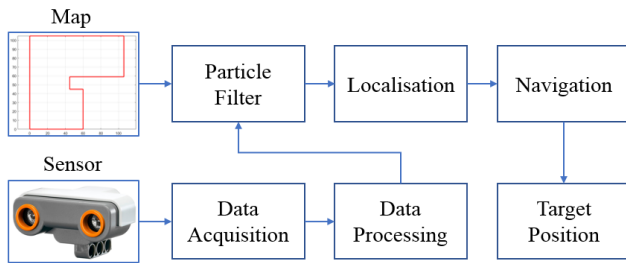 Map
Particle
Filter
Localisation
Navigation
Sensor
Data
Acquisition
Data
Processing
Target
Position